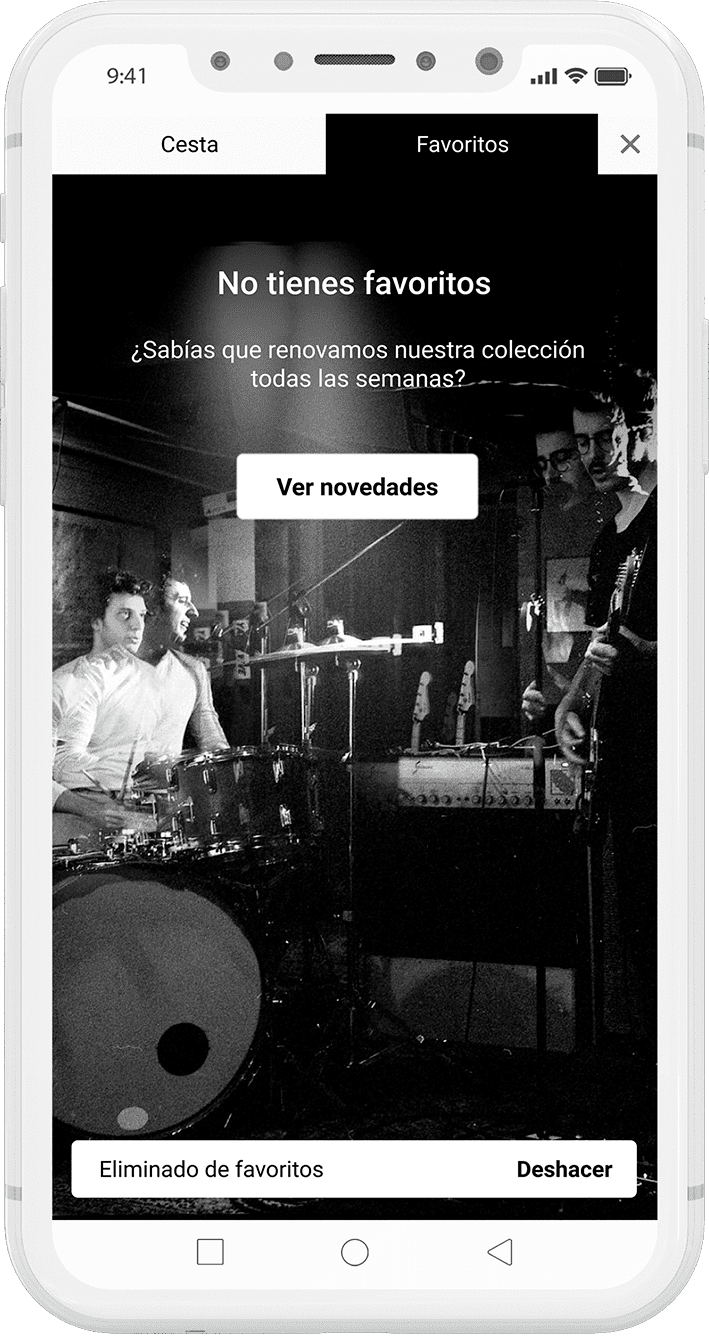 9:41
Cesta
Favoritos
No tienes favoritos
¿Sabías que renovamos nuestra colección
todas las semanas?
Ver novedades
Eliminado de favoritos
Deshacer